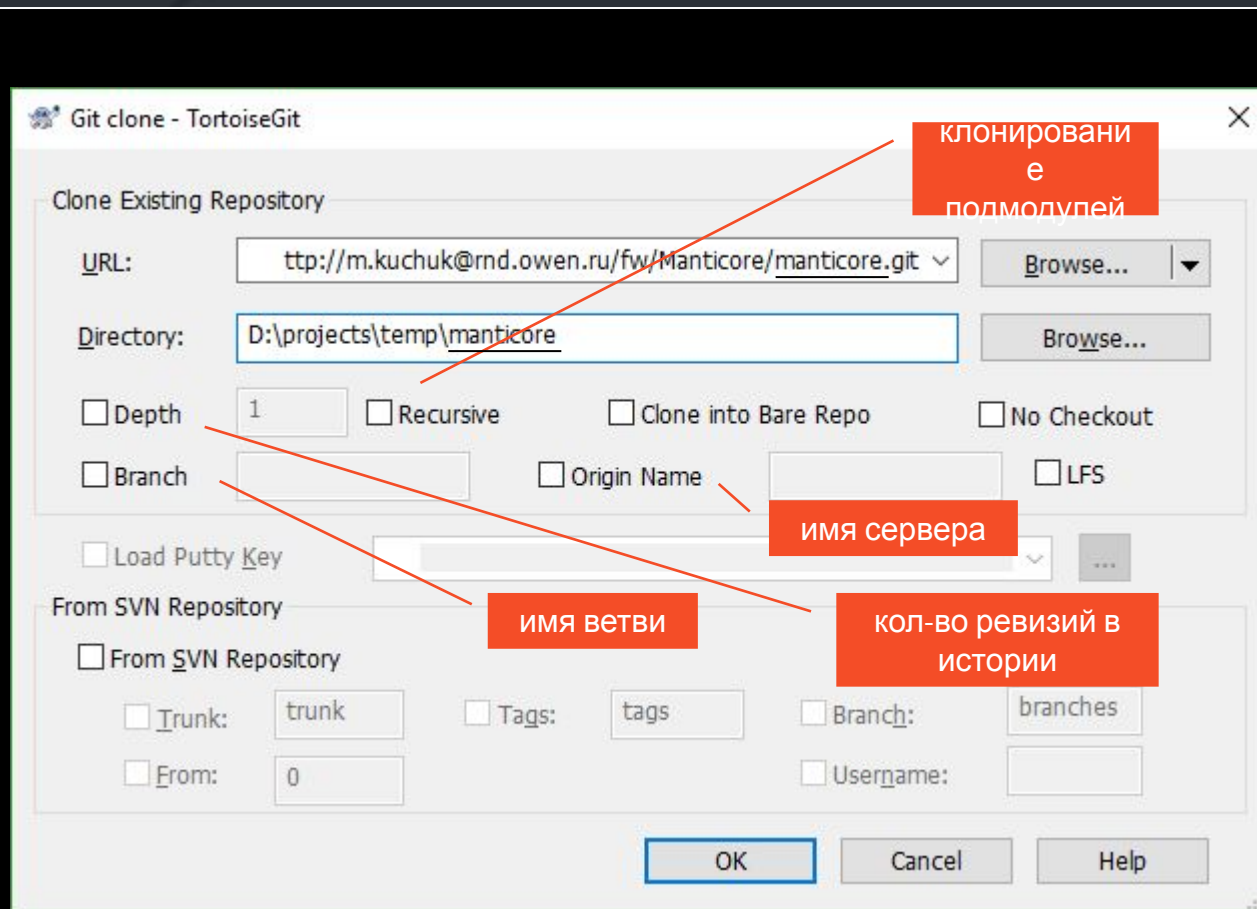 Git clone - TortoiseGit
клонировани
е
подмодулей
Clone Existing Repository
URL: ttp://m.kuchuk@rnd.owen.ru/fw/Manticore/manticore.git Browse...
Directory: D:\projects\temp\manticore Browse...
Depth 1 Recursive Clone into Bare Repo No Checkout
Branch Origin Name LFS
имя сервера
Load Putty Key ...
From SVN Repository
имя ветви
кол-во ревизий в
истории
From SVN Repository
Trunk: trunk Tags: tags Branch: branches
From: 0 Username:
OK Cancel Help